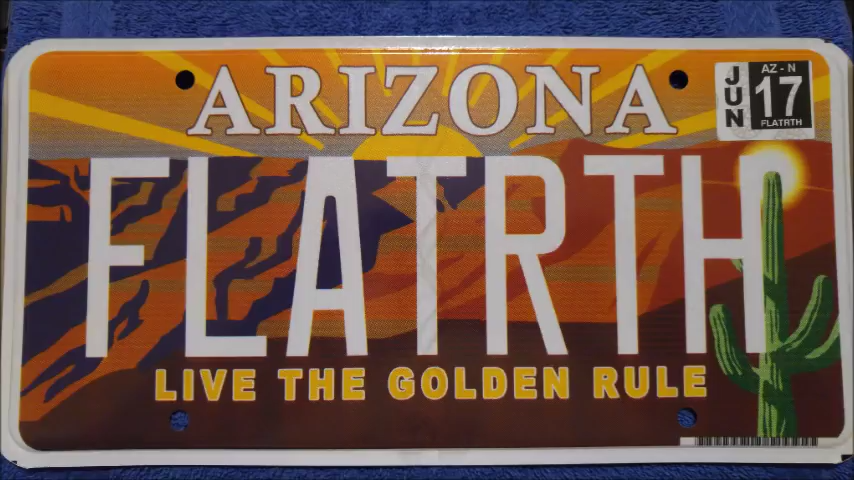 ARIZONA
JUN
AZ - N
17
FLATRTH
FLATRTH
LIVE THE GOLDEN RULE